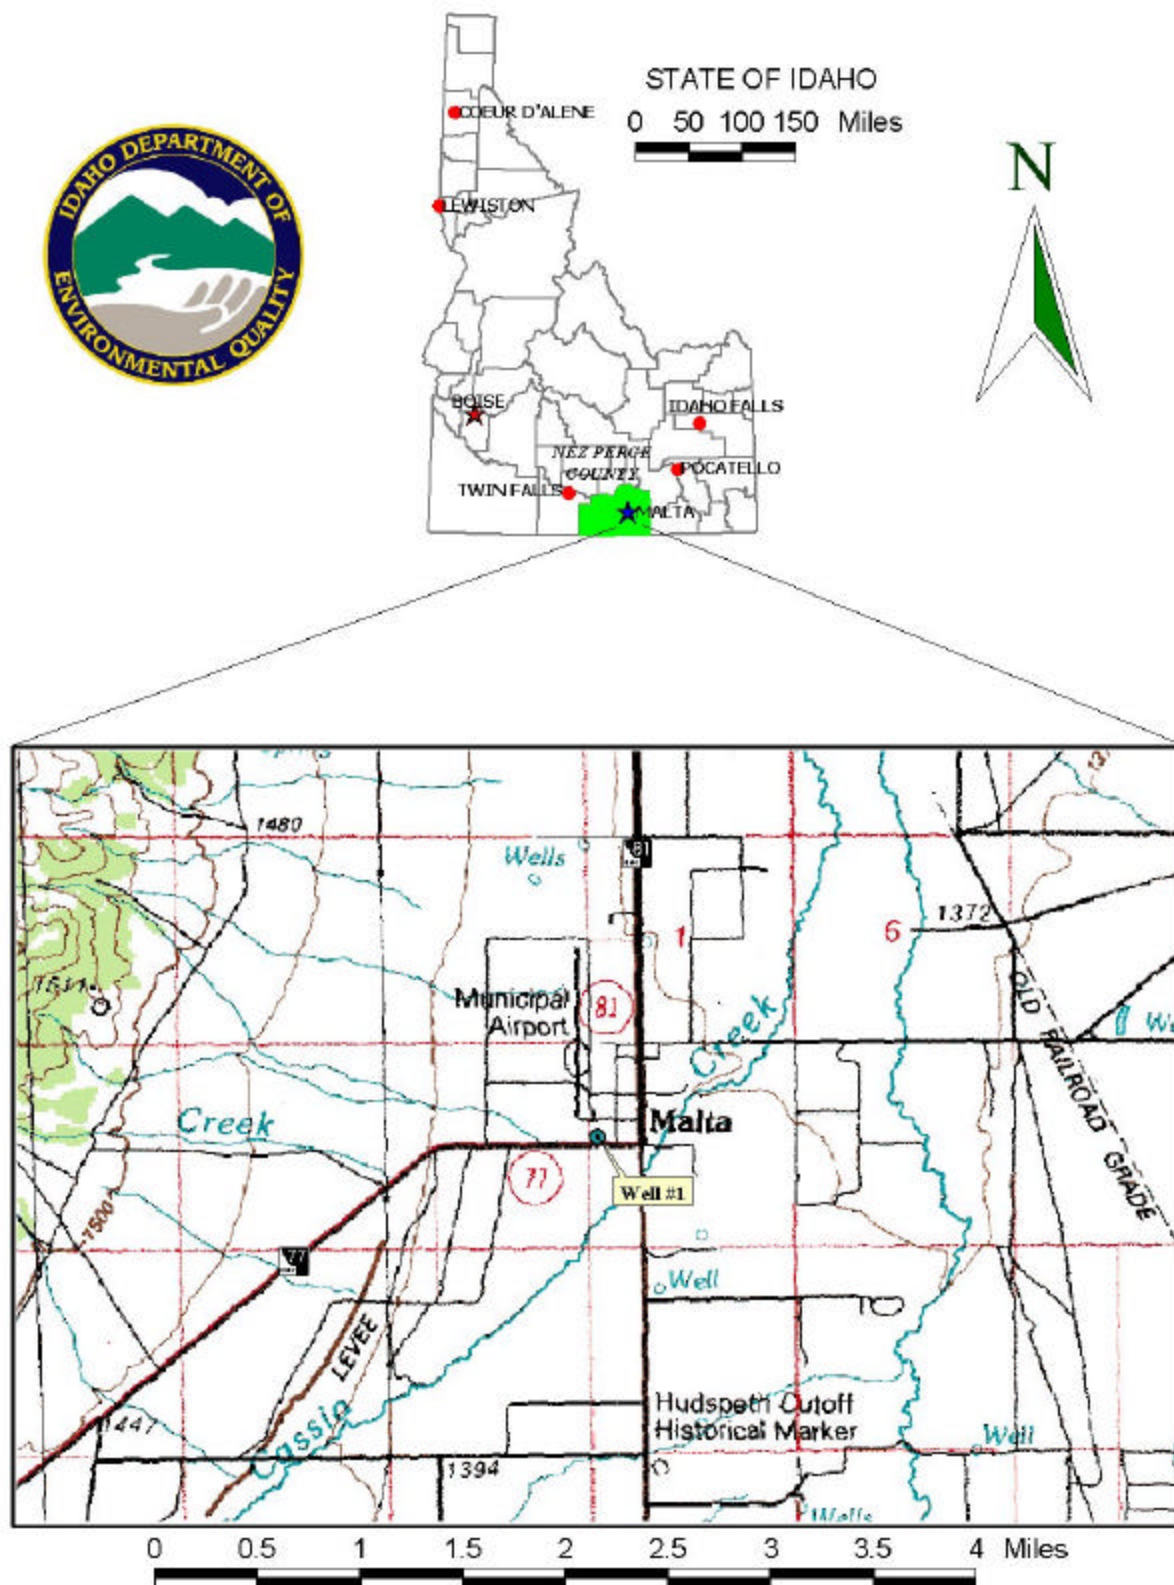 STATE OF IDAHO
0 50 100 150 Miles
IDAHO DEPARTMENT OF
ENVIRONMENTAL QUALITY
N
COEUR D'ALENE
LEWISTON
BOISE
IDAHO FALLS
NEZ PERCE
COUNTY
POCATELLO
TWIN FALLS
MALTA
1480
Wells
81
1372
1
6
Municipal
Airport
81
Creek
OLD RAILROAD GRADE
Creek
Malta
77
Well #1
7500
77
Well
LEVEE
Cassia
1447
1394
Hudspeth Cutoff
Historical Marker
Well
Wells
0 0.5 1 1.5 2 2.5 3 3.5 4 Miles